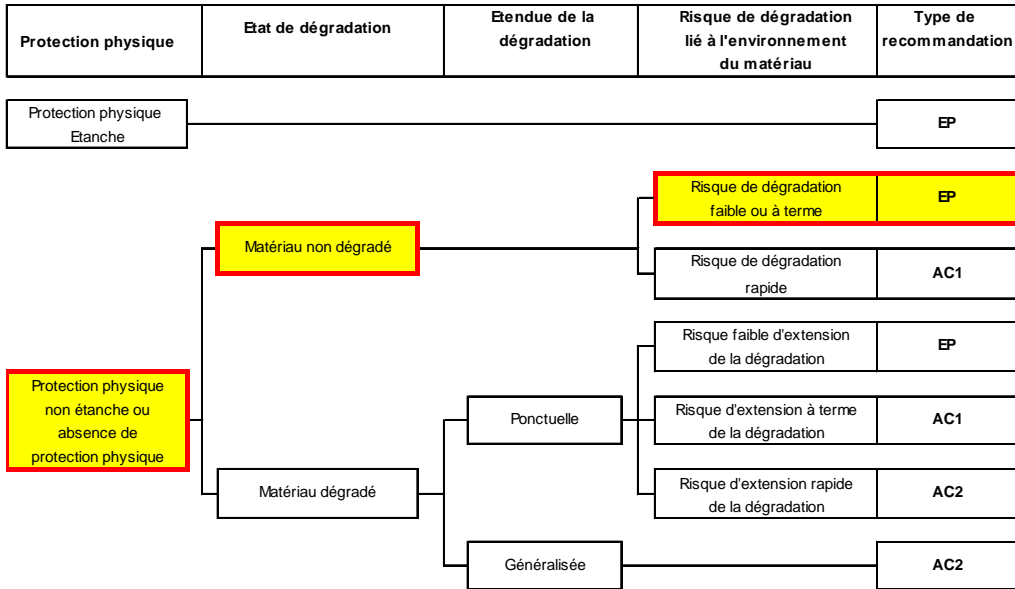 Protection physique
Etat de dégradation
Etendue de la
dégradation
Risque de dégradation
lié à l'environnement
du matériau
Type de
recommandation
Protection physique
Etanche
EP
Risque de dégradation
faible ou à terme
EP
Matériau non dégradé
Risque de dégradation
rapide
AC1
Risque faible d'extension
de la dégradation
EP
Protection physique
non étanche ou
absence de
protection physique
Ponctuelle
Risque d'extension à terme
de la dégradation
AC1
Matériau dégradé
Risque d'extension rapide
de la dégradation
AC2
Généralisée
AC2